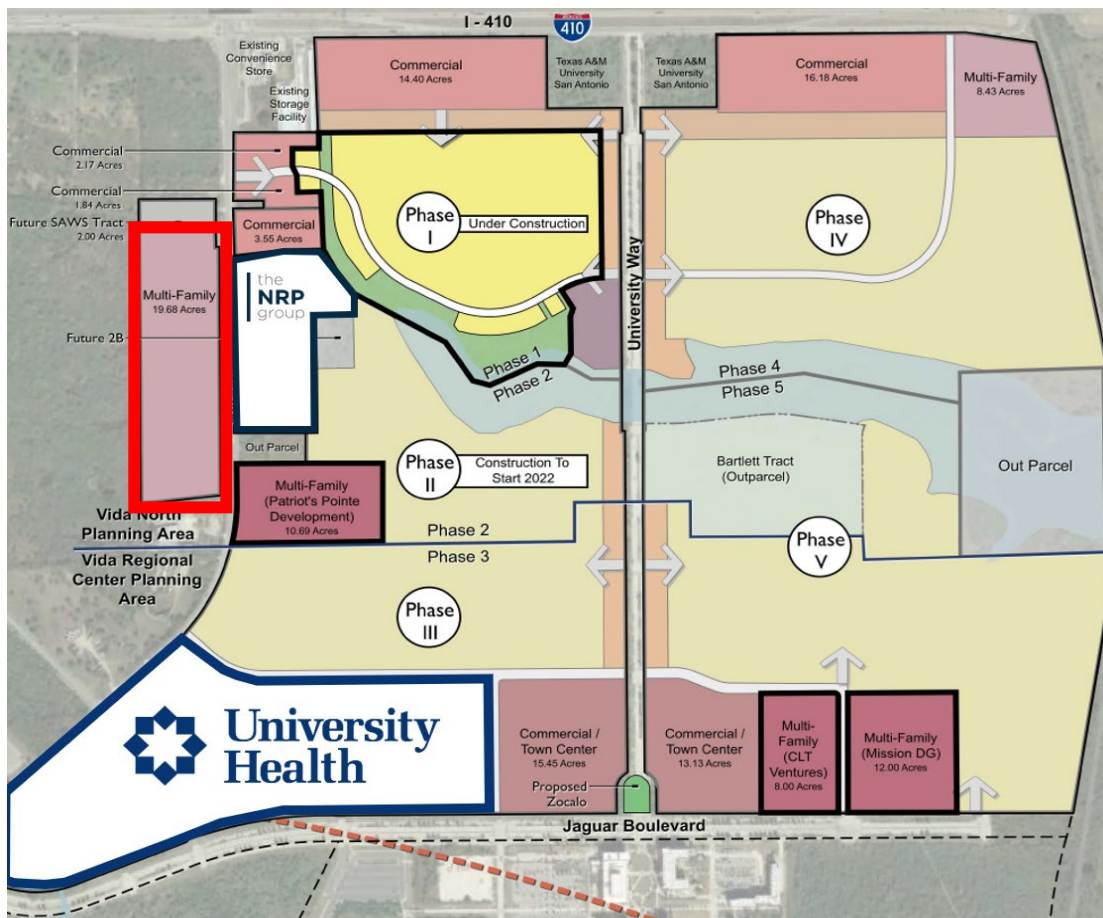 I - 410
INTERSTATE
410
Existing
Convenience
Store
Existing
Storage
Facility
Commercial
14.40 Acres
Texas A&M
University
San Antonio
Texas A&M
University
San Antonio
Commercial
16.18 Acres
Multi-Family
8.43 Acres
Commercial
2.17 Acres
Commercial
1.84 Acres
Future SAWS Tract
2.00 Acres
Commercial
3.55 Acres
Phase
I
Under Construction
Phase
IV
University Way
Multi-Family
19.68 Acres
the
NRP
group
Future 2B
Phase 1
Phase 2
Phase 4
Phase 5
Out Parcel
Phase
II
Construction To
Start 2022
Bartlett Tract
(Outparcel)
Out Parcel
Multi-Family
(Patriot's Pointe
Development)
10.69 Acres
Vida North
Planning Area
Phase 2
Vida Regional
Center Planning
Area
Phase 3
Phase
V
Phase
III
University
Health
Commercial /
Town Center
15.45 Acres
Commercial /
Town Center
13.13 Acres
Multi-
Family
(CLT
Ventures)
8.00 Acres
Multi-Family
(Mission DG)
12.00 Acres
Proposed
Zocalo
Jaguar Boulevard